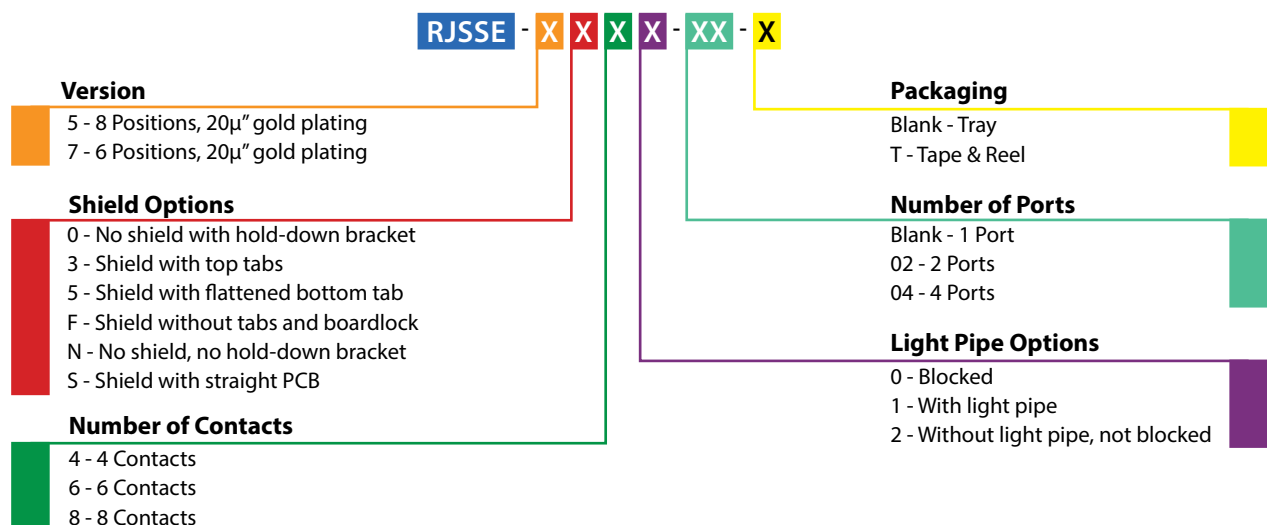 RJSSE - X X X X - XX - X
Version
5 - 8 Positions, 20µ” gold plating
7 - 6 Positions, 20µ” gold plating
Shield Options
0 - No shield with hold-down bracket
3 - Shield with top tabs
5 - Shield with flattened bottom tab
F - Shield without tabs and boardlock
N - No shield, no hold-down bracket
S - Shield with straight PCB
Number of Contacts
4 - 4 Contacts
6 - 6 Contacts
8 - 8 Contacts
Packaging
Blank - Tray
T - Tape & Reel
Number of Ports
Blank - 1 Port
02 - 2 Ports
04 - 4 Ports
Light Pipe Options
0 - Blocked
1 - With light pipe
2 - Without light pipe, not blocked